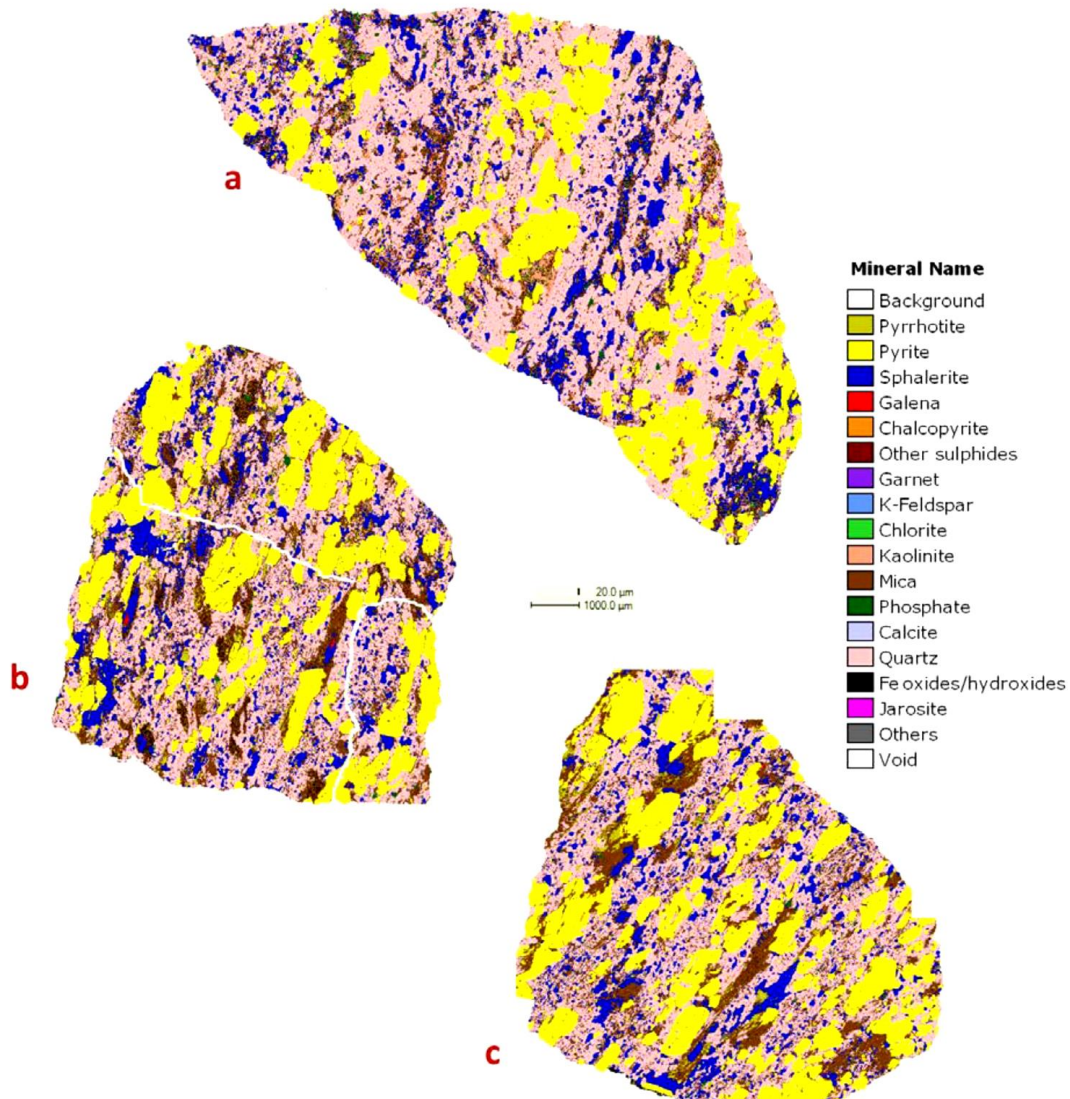 a
Mineral Name
Background
Pyrrhotite
Pyrite
Sphalerite
Galena
Chalcopyrite
Other sulphides
Garnet
K-Feldspar
Chlorite
Kaolinite
Mica
Phosphate
Calcite
Quartz
Fe oxides/hydroxides
Jarosite
Others
Void
20.0 µm
1000.0 µm
b
c